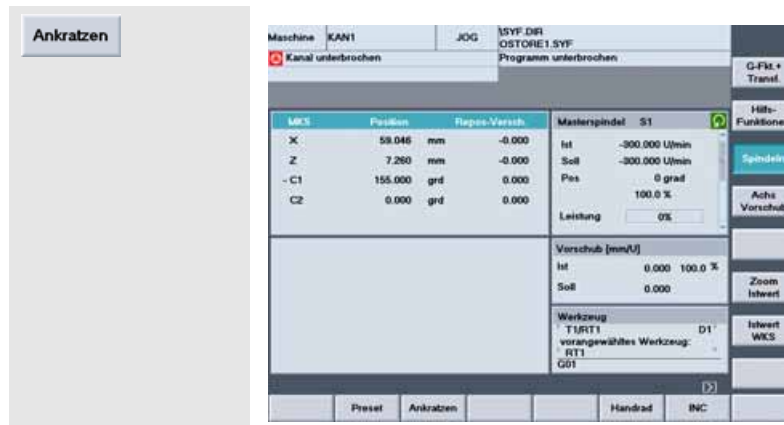 Ankratzen
Maschine KAN1 JOG \SYF.DIR
OSTORE1.SYF
Kanal unterbrochen Programm unterbrochen
G-Fkt.+
Transf.
Hilfs-
Funktione
Spindeln
Achs
Vorschub
Zoom
Istwert
Istwert
WKS
MKS Position Repos-Versch.
X 59.046 mm -0.000
Z 7.260 mm -0.000
- C1 155.000 grd 0.000
C2 0.000 grd 0.000
Masterspindel S1
Ist -300.000 U/min
Soll -300.000 U/min
Pos 0 grad
100.0 %
Leistung 0%
Vorschub [mm/U]
Ist 0.000 100.0 %
Soll 0.000
Werkzeug
' T1/RT1 D1 '
vorangewähltes Werkzeug:
' RT1 '
G01
Preset Ankratzen Handrad INC